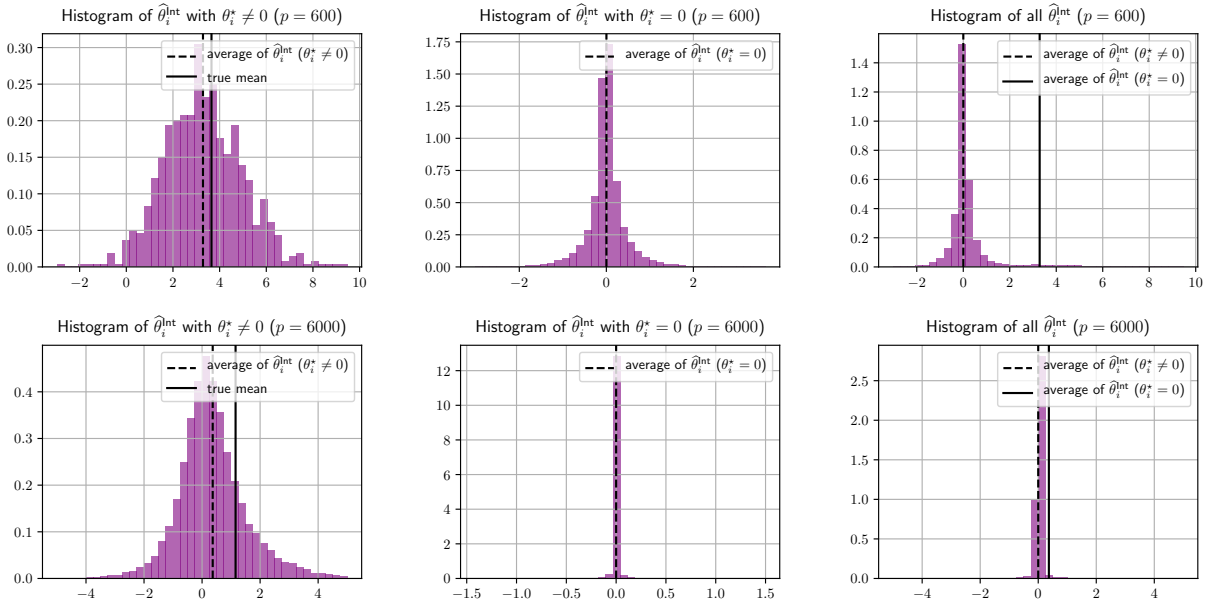 Histogram of θ̂_i^Int with θ_i^⋆ ≠ 0 (p = 600)
average of θ̂_i^Int (θ_i^⋆ ≠ 0)
true mean
0.30
0.25
0.20
0.15
0.10
0.05
0.00
−2 0 2 4 6 8 10
Histogram of θ̂_i^Int with θ_i^⋆ = 0 (p = 600)
average of θ̂_i^Int (θ_i^⋆ = 0)
1.75
1.50
1.25
1.00
0.75
0.50
0.25
0.00
−2 0 2
Histogram of all θ̂_i^Int (p = 600)
average of θ̂_i^Int (θ_i^⋆ ≠ 0)
average of θ̂_i^Int (θ_i^⋆ = 0)
1.4
1.2
1.0
0.8
0.6
0.4
0.2
0.0
−2 0 2 4 6 8 10
Histogram of θ̂_i^Int with θ_i^⋆ ≠ 0 (p = 6000)
average of θ̂_i^Int (θ_i^⋆ ≠ 0)
true mean
0.4
0.3
0.2
0.1
0.0
−4 −2 0 2 4
Histogram of θ̂_i^Int with θ_i^⋆ = 0 (p = 6000)
average of θ̂_i^Int (θ_i^⋆ = 0)
12
10
8
6
4
2
0
−1.5 −1.0 −0.5 0.0 0.5 1.0 1.5
Histogram of all θ̂_i^Int (p = 6000)
average of θ̂_i^Int (θ_i^⋆ ≠ 0)
average of θ̂_i^Int (θ_i^⋆ = 0)
2.5
2.0
1.5
1.0
0.5
0.0
−4 −2 0 2 4